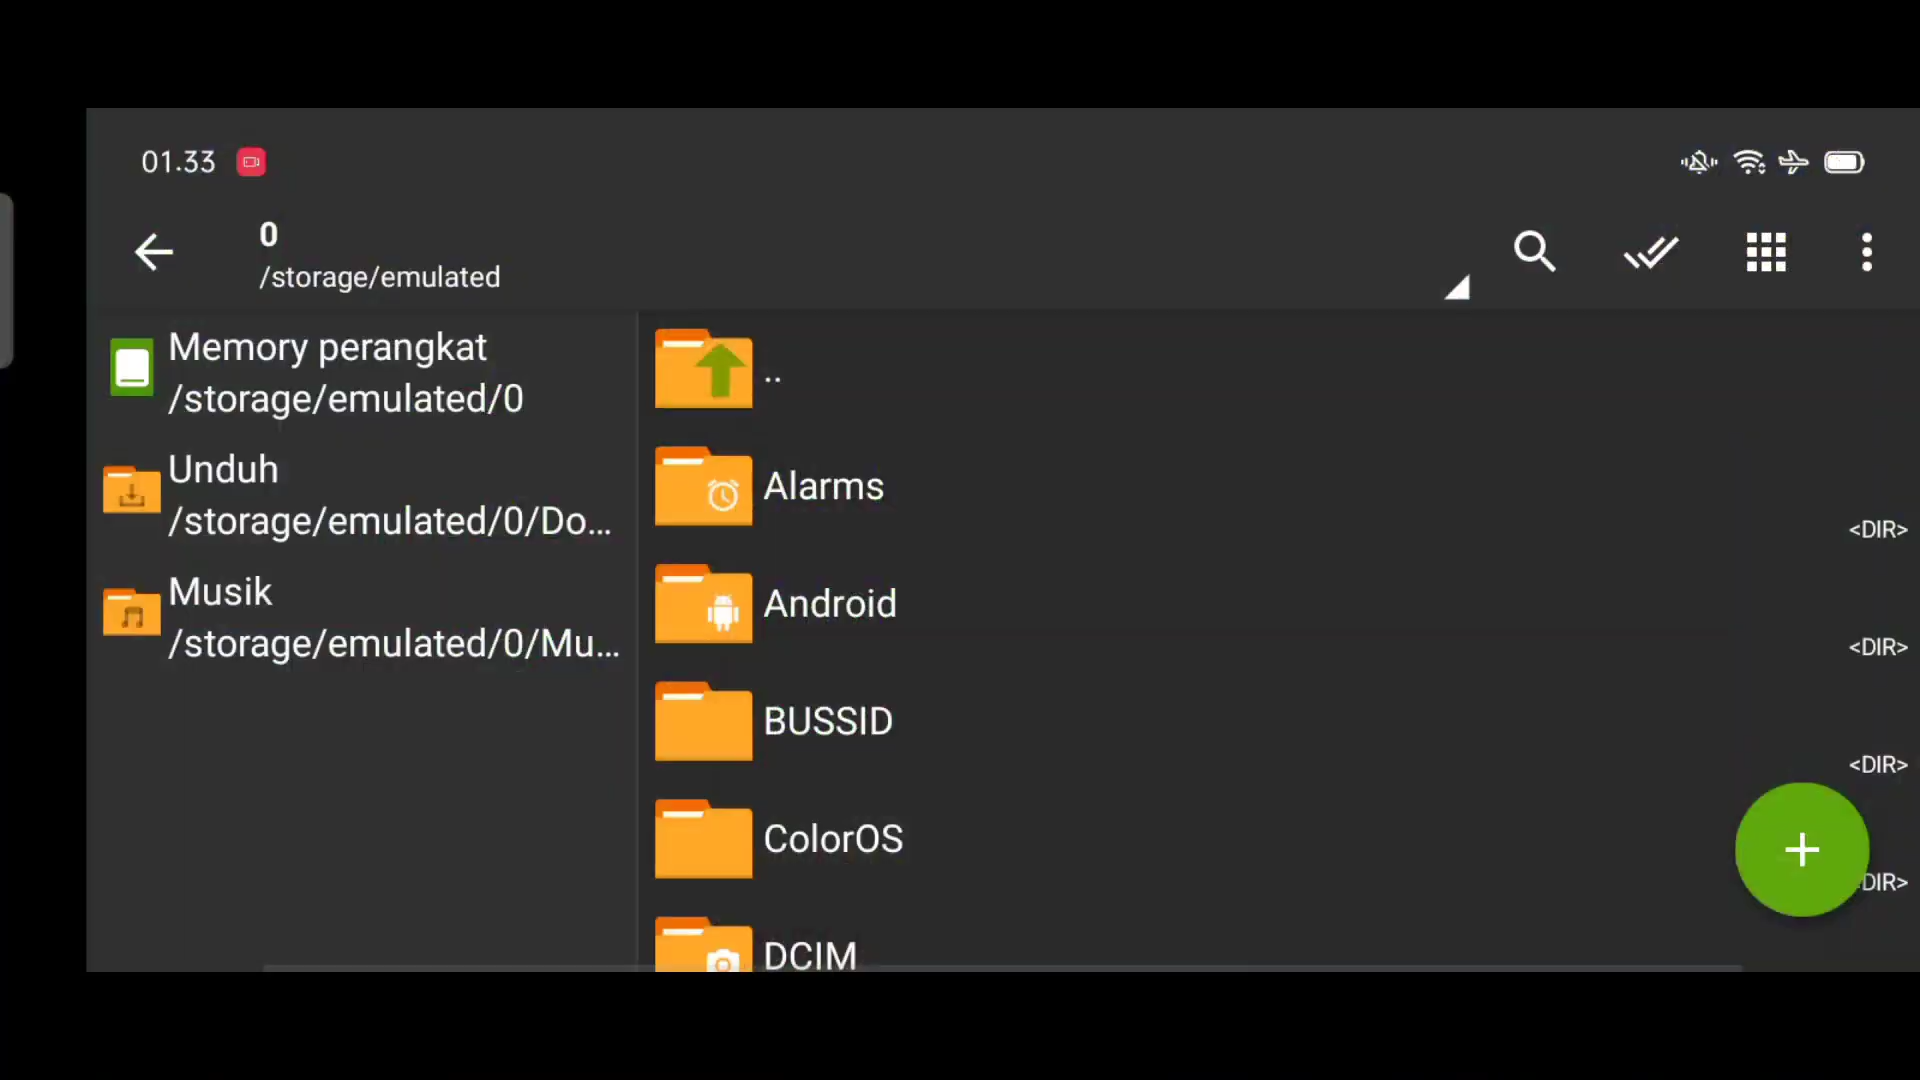 01.33
0
/storage/emulated
Memory perangkat
/storage/emulated/0
Unduh
/storage/emulated/0/Do...
Musik
/storage/emulated/0/Mu...
..
Alarms
<DIR>
Android
<DIR>
BUSSID
<DIR>
ColorOS
DIR>
DCIM